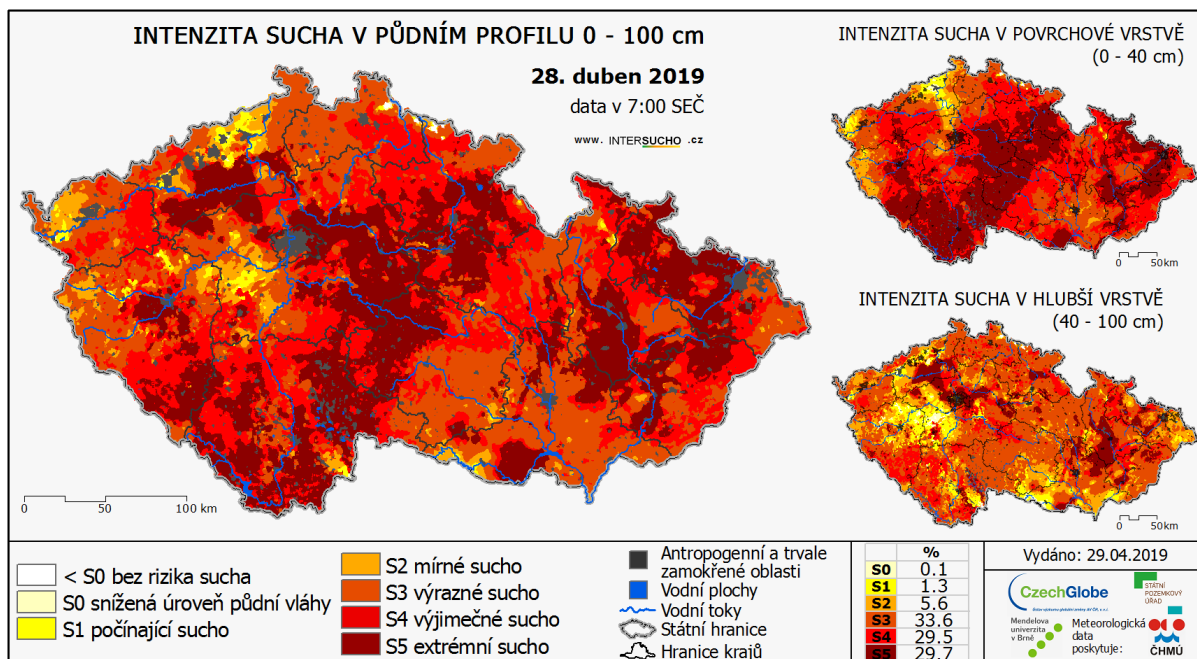 INTENZITA SUCHA V PŮDNÍM PROFILU 0 - 100 cm
28. duben 2019
data v 7:00 SEČ
www. INTERSUCHO .cz
INTENZITA SUCHA V POVRCHOVÉ VRSTVĚ
(0 - 40 cm)
0 50km
INTENZITA SUCHA V HLUBŠÍ VRSTVĚ
(40 - 100 cm)
0 50km
0 50 100 km
< S0 bez rizika sucha
S0 snížená úroveň půdní vláhy
S1 počínající sucho
S2 mírné sucho
S3 výrazné sucho
S4 výjimečné sucho
S5 extrémní sucho
Antropogenní a trvale
zamokřené oblasti
Vodní plochy
Vodní toky
Státní hranice
Hranice krajů
%
S0 0.1
S1 1.3
S2 5.6
S3 33.6
S4 29.5
S5 29.7
Vydáno: 29.04.2019
CzechGlobe
STÁTNÍ
POZEMKOVÝ
ÚŘAD
Mendelova
univerzita
v Brně
Meteorologická
data
poskytuje:
ČHMÚ